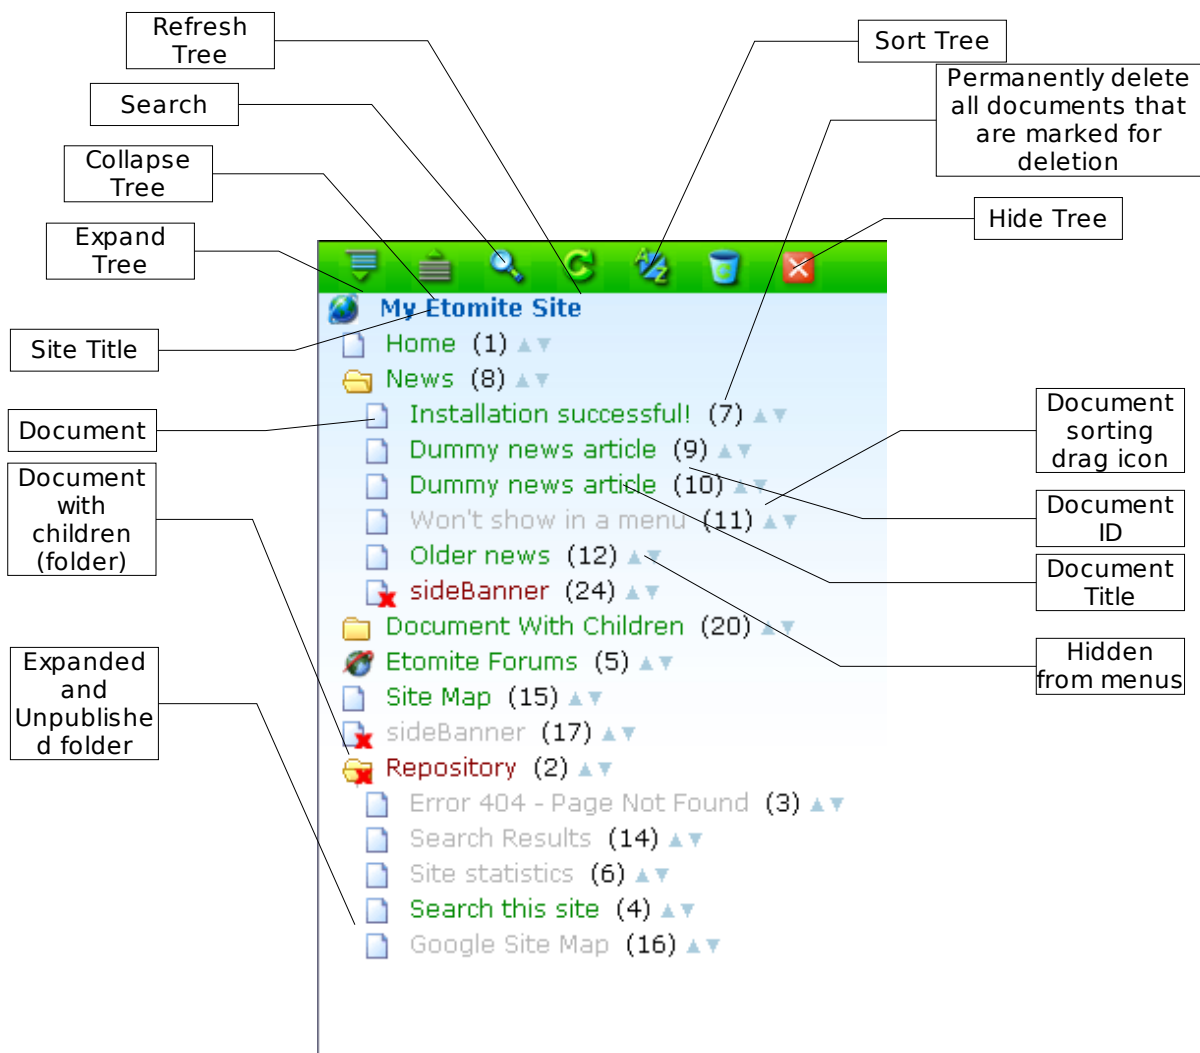 Refresh
Tree
Sort Tree
Search
Permanently delete
all documents that
are marked for
deletion
Collapse
Tree
Hide Tree
Expand
Tree
Site Title
Document
Document
with
children
(folder)
Expanded
and
Unpublishe
d folder
My Etomite Site
Home (1)
News (8)
Installation successful! (7)
Dummy news article (9)
Dummy news article (10)
Won't show in a menu (11)
Older news (12)
sideBanner (24)
Document With Children (20)
Etomite Forums (5)
Site Map (15)
sideBanner (17)
Repository (2)
Error 404 - Page Not Found (3)
Search Results (14)
Site statistics (6)
Search this site (4)
Google Site Map (16)
Document
sorting
drag icon
Document
ID
Document
Title
Hidden
from menus